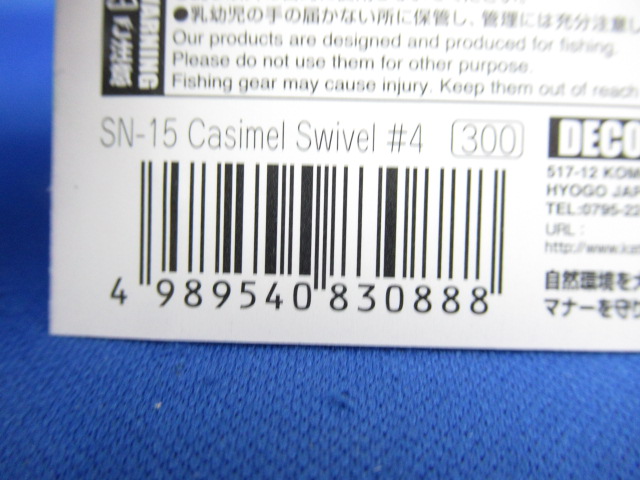 WARNING
●乳幼児の手の届かない所に保管し、管理には充分注意し
Our products are designed and produced for fishing.
Please do not use them for other purpose.
Fishing gear may cause injury. Keep them out of reach
SN-15 Casimel Swivel #4 300
4 989540 830888
DECO
517-12 KOM
HYOGO JAP
TEL:0795-22
URL :
http://www.kat
自然環境を大
マナーを守り